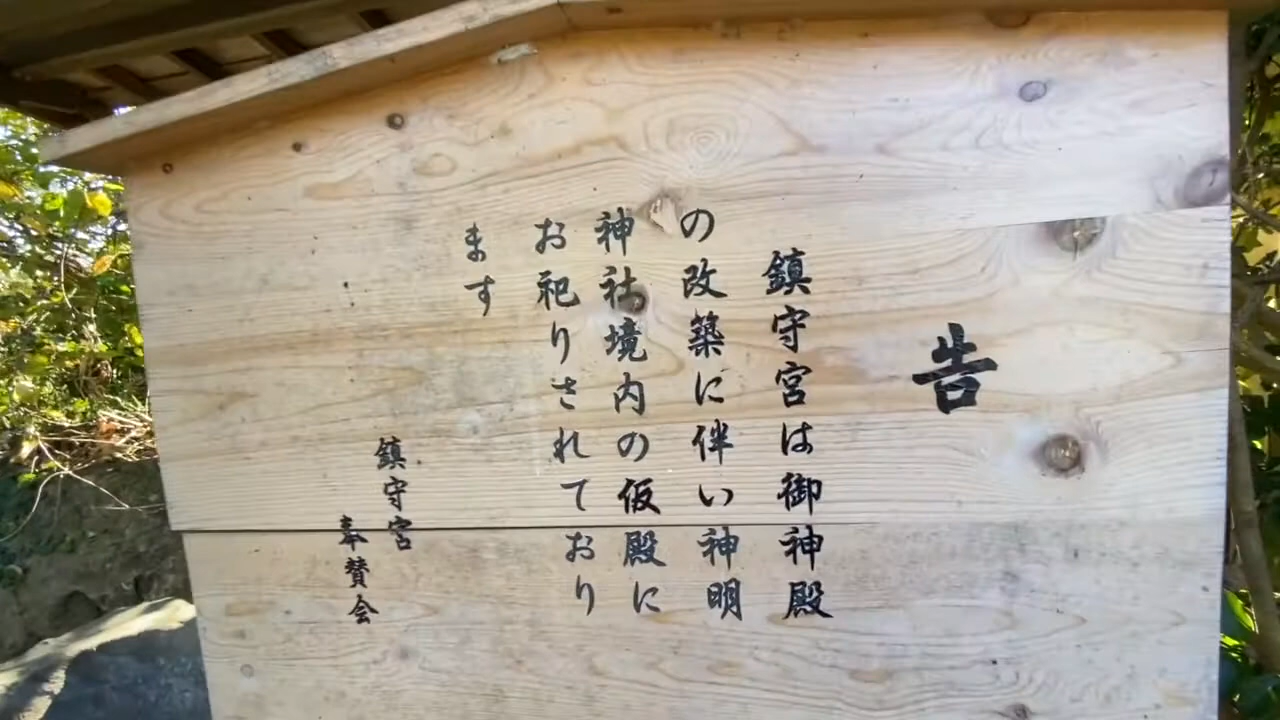 告
鎮守宮は御神殿
の改築に伴い神明
神社境内の仮殿に
お祀りされており
ます
鎮守宮
奉賛会